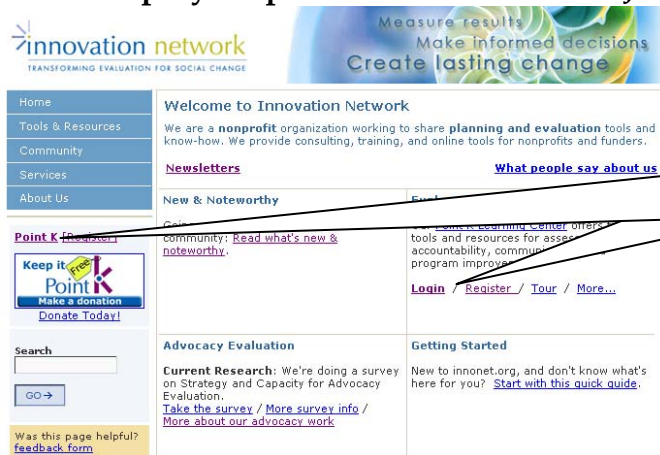 innovation network
TRANSFORMING EVALUATION FOR SOCIAL CHANGE
Measure results
Make informed decisions
Create lasting change
Home
Tools & Resources
Community
Services
About Us
Point K [Register]
Keep it Free
Point K
Make a donation
Donate Today!
Search
GO→
Was this page helpful?
feedback form
Welcome to Innovation Network
We are a nonprofit organization working to share planning and evaluation tools and
know-how. We provide consulting, training, and online tools for nonprofits and funders.
Newsletters
What people say about us
New & Noteworthy
community: Read what's new &
noteworthy.
Point K Learning Center offers
tools and resources for
accountability,
program
Login / Register / Tour / More...
Advocacy Evaluation
Current Research: We're doing a survey
on Strategy and Capacity for Advocacy
Evaluation.
Take the survey / More survey info /
More about our advocacy work
Getting Started
New to innonet.org, and don't know what's
here for you? Start with this quick guide.